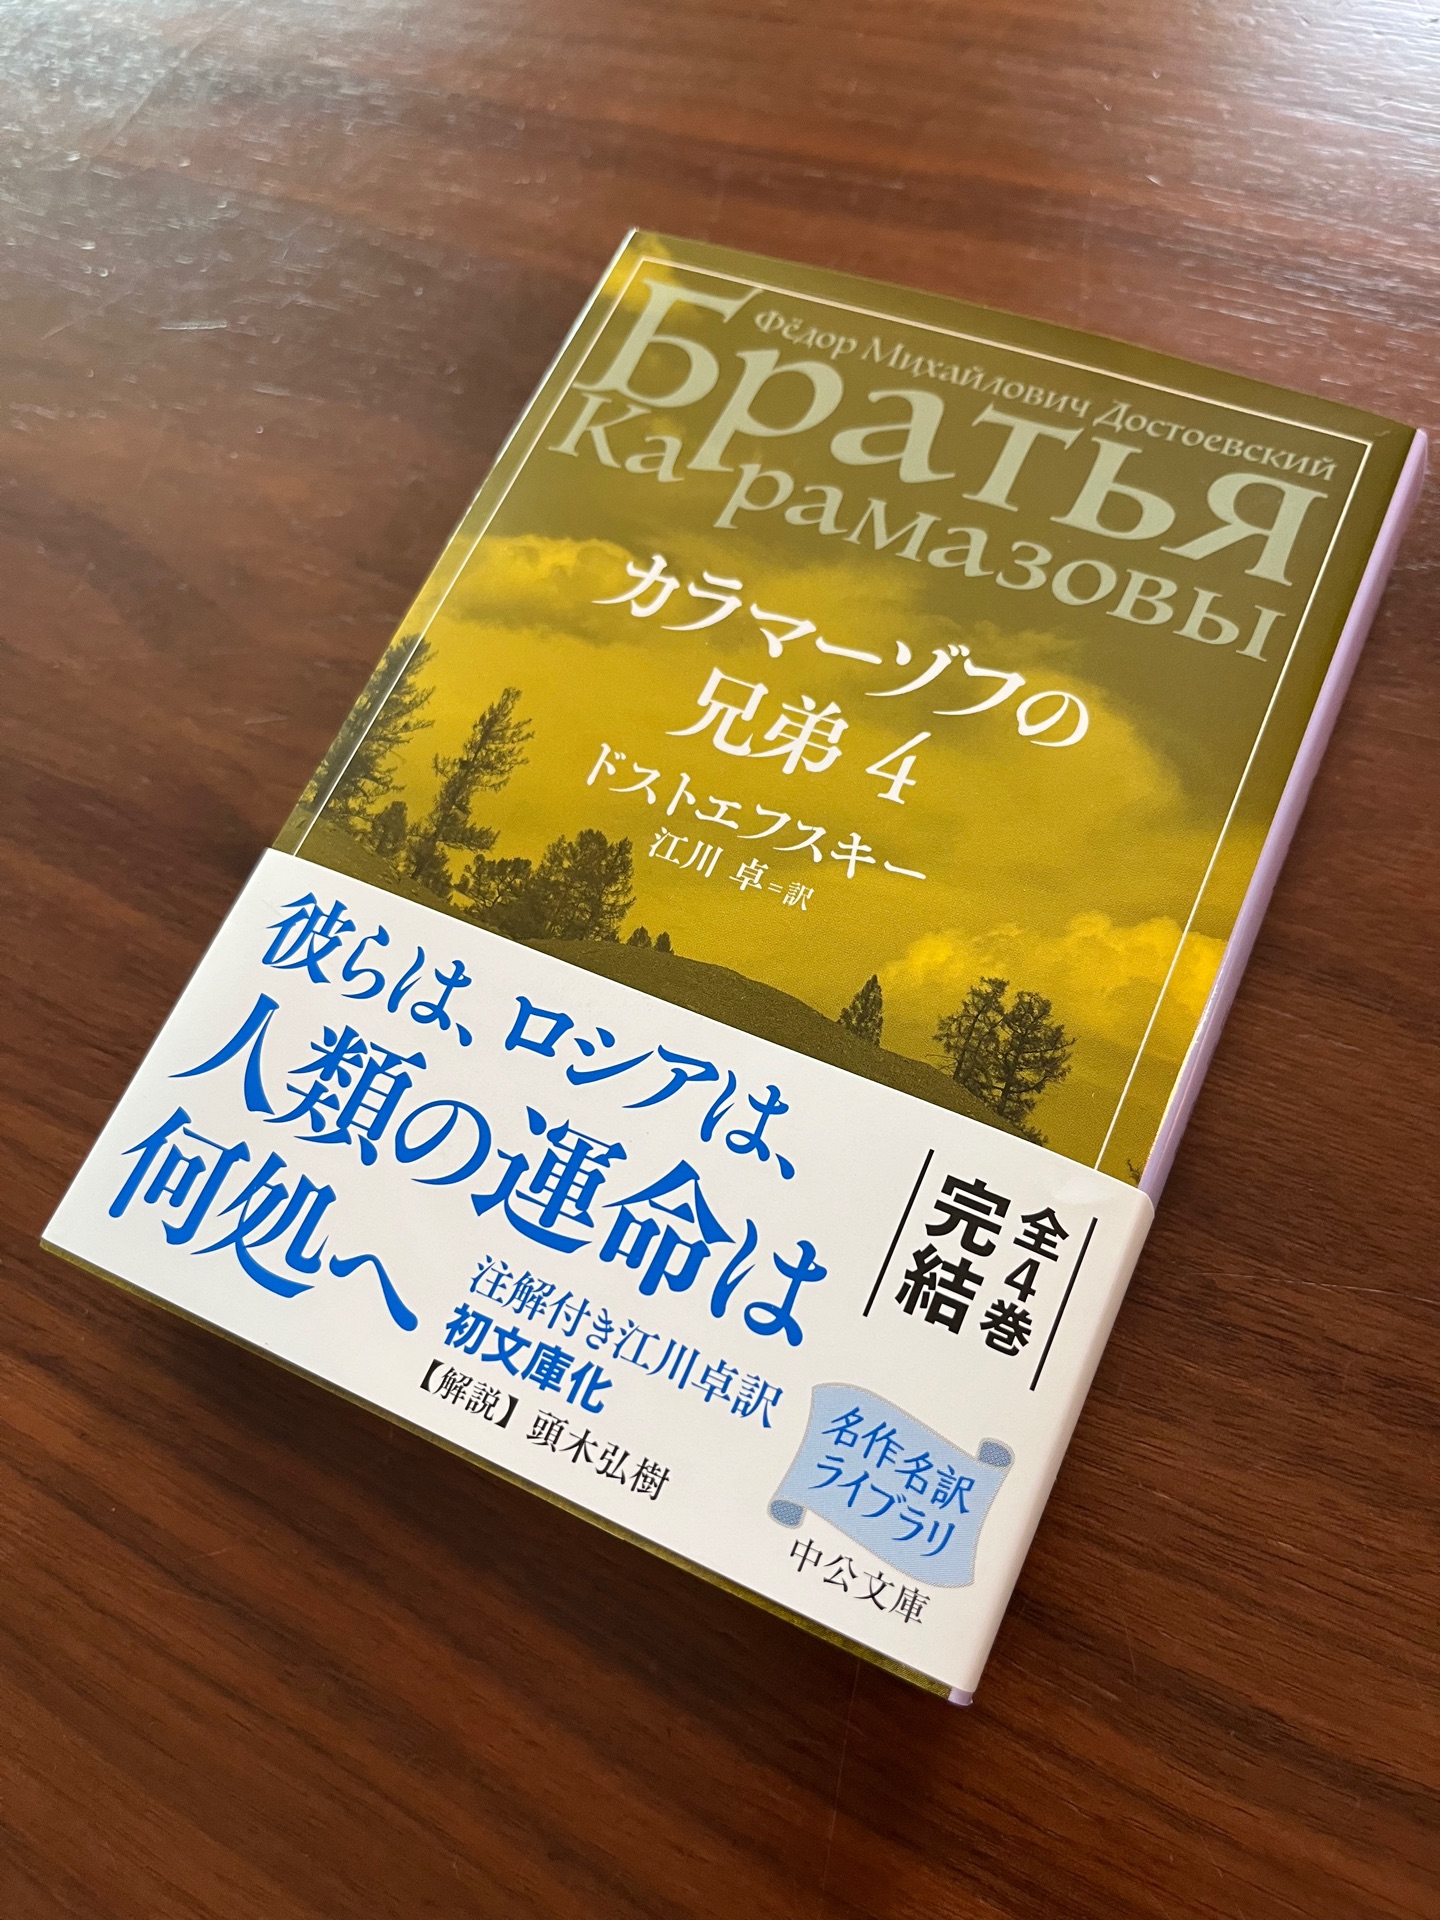 Фёдор Михайлович Достоевский
Братья
Карамазовы
カラマーゾフの
兄弟 4
ドストエフスキー
江川 卓=訳
彼らは、ロシアは、
人類の運命は
何処へ
注解付き江川卓訳
初文庫化
【解説】頭木弘樹
全4巻
完結
名作名訳
ライブラリ
中公文庫